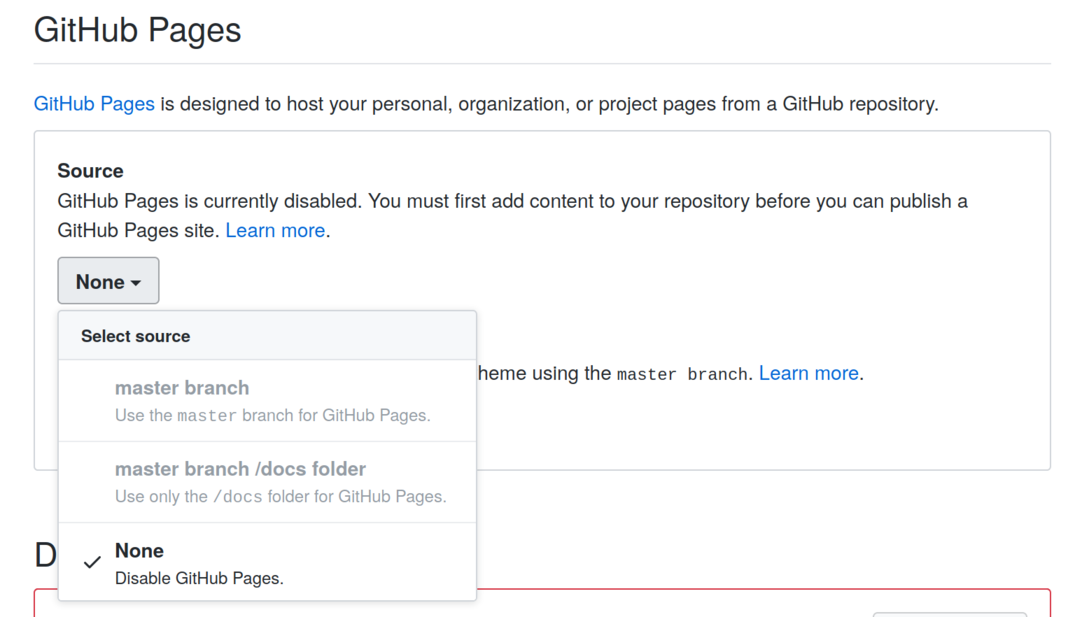 GitHub Pages
GitHub Pages is designed to host your personal, organization, or project pages from a GitHub repository.
Source
GitHub Pages is currently disabled. You must first add content to your repository before you can publish a
GitHub Pages site. Learn more.
None
Select source
master branch
Use the master branch for GitHub Pages.
heme using the master branch. Learn more.
master branch /docs folder
Use only the /docs folder for GitHub Pages.
None
Disable GitHub Pages.
D